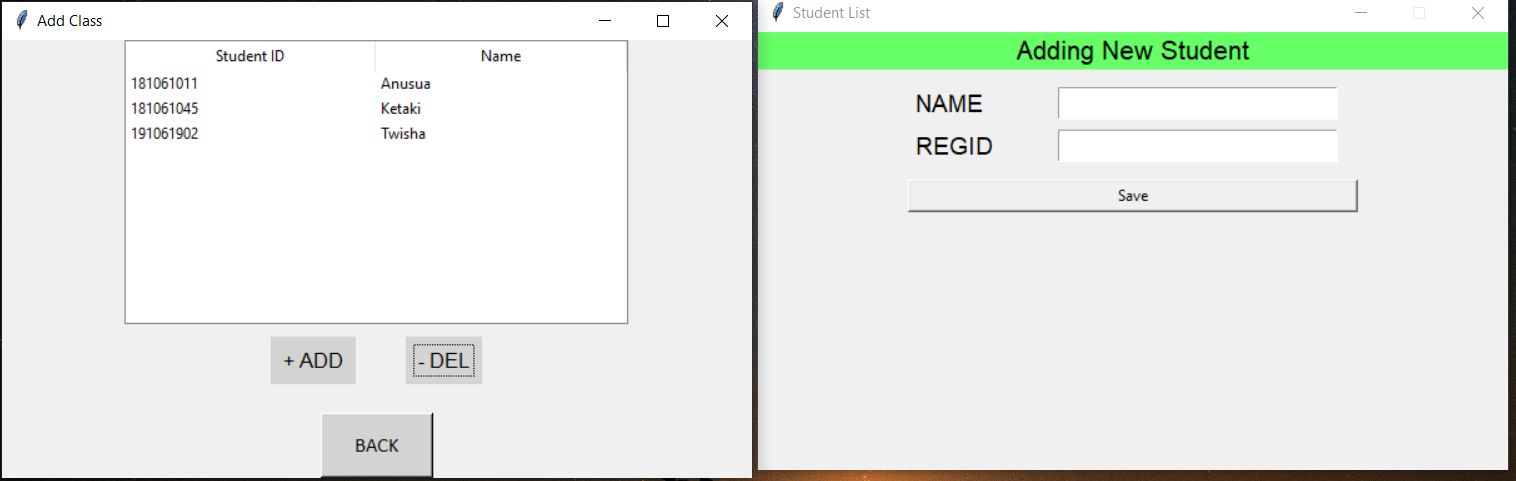 Add Class
Student ID Name
181061011 Anusua
181061045 Ketaki
191061902 Twisha
+ ADD - DEL
BACK
Student List
Adding New Student
NAME
REGID
Save